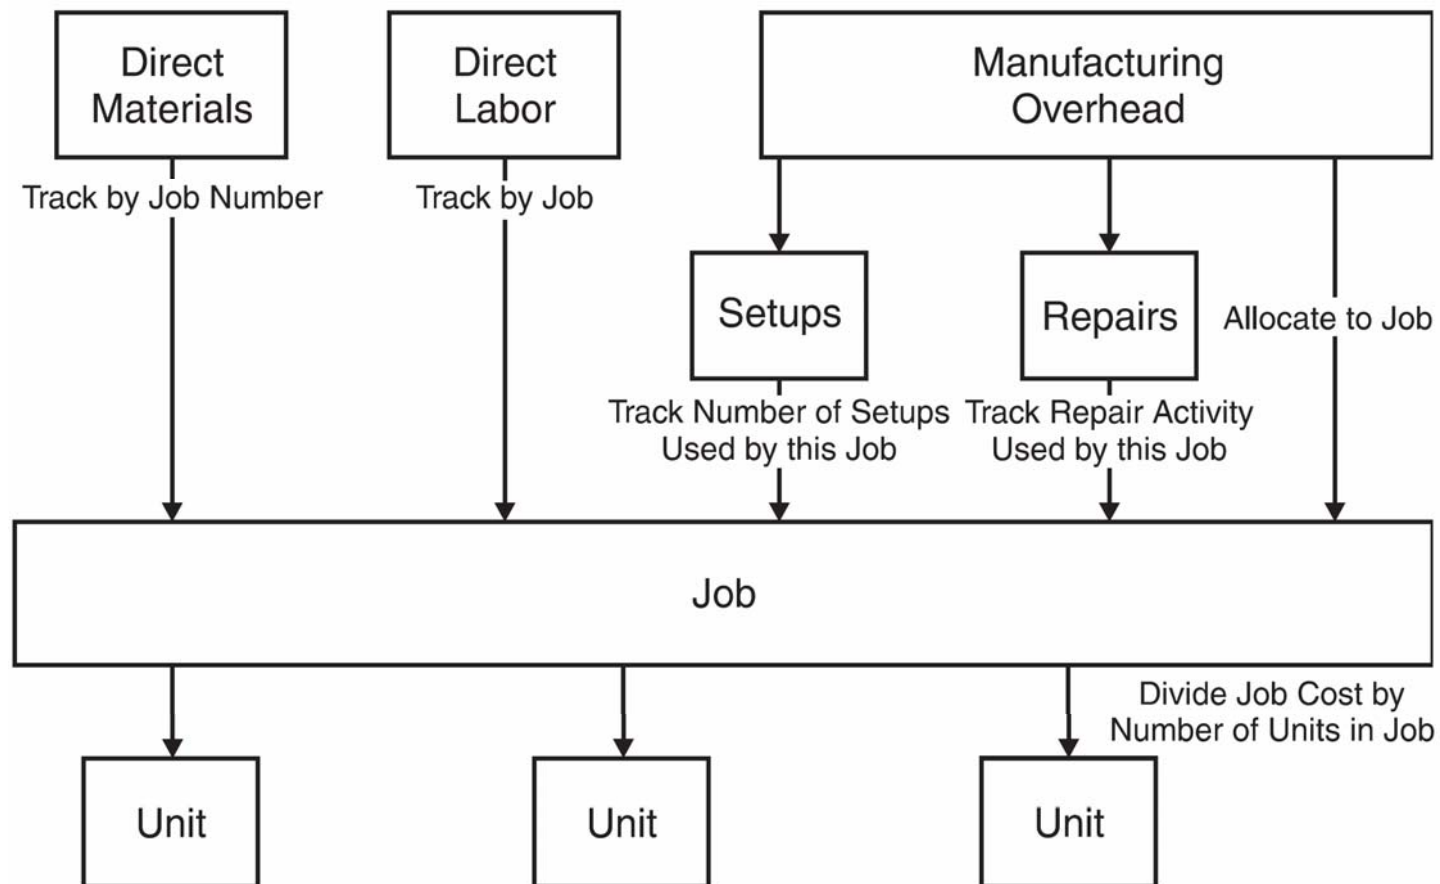 Direct
Materials
Direct
Labor
Manufacturing
Overhead
Track by Job Number
Track by Job
Setups
Repairs
Allocate to Job
Track Number of Setups
Used by this Job
Track Repair Activity
Used by this Job
Job
Divide Job Cost by
Number of Units in Job
Unit
Unit
Unit